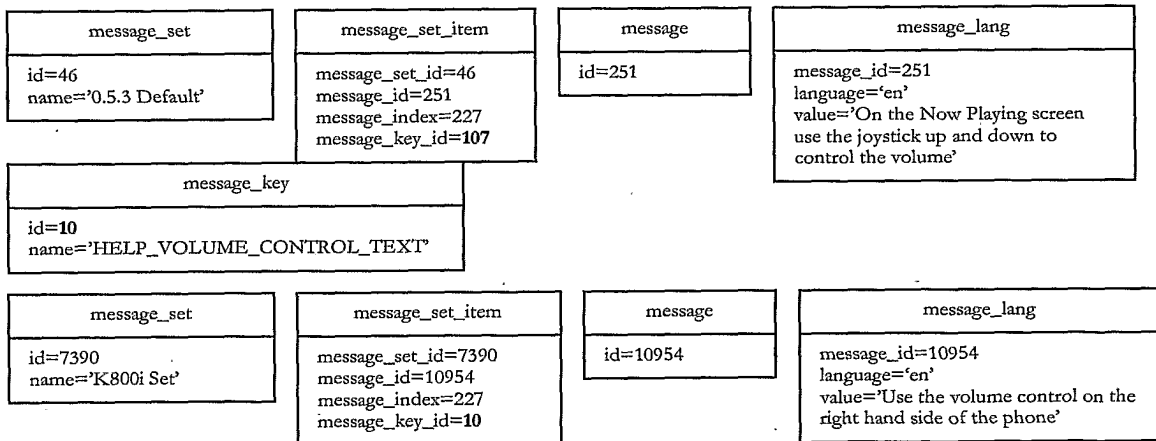 message_set
id=46
name='0.5.3 Default'
message_set_item
message_set_id=46
message_id=251
message_index=227
message_key_id=107
message
id=251
message_lang
message_id=251
language='en'
value='On the Now Playing screen
use the joystick up and down to
control the volume'
message_key
id=10
name='HELP_VOLUME_CONTROL_TEXT'
message_set
id=7390
name='K800i Set'
message_set_item
message_set_id=7390
message_id=10954
message_index=227
message_key_id=10
message
id=10954
message_lang
message_id=10954
language='en'
value='Use the volume control on the
right hand side of the phone'